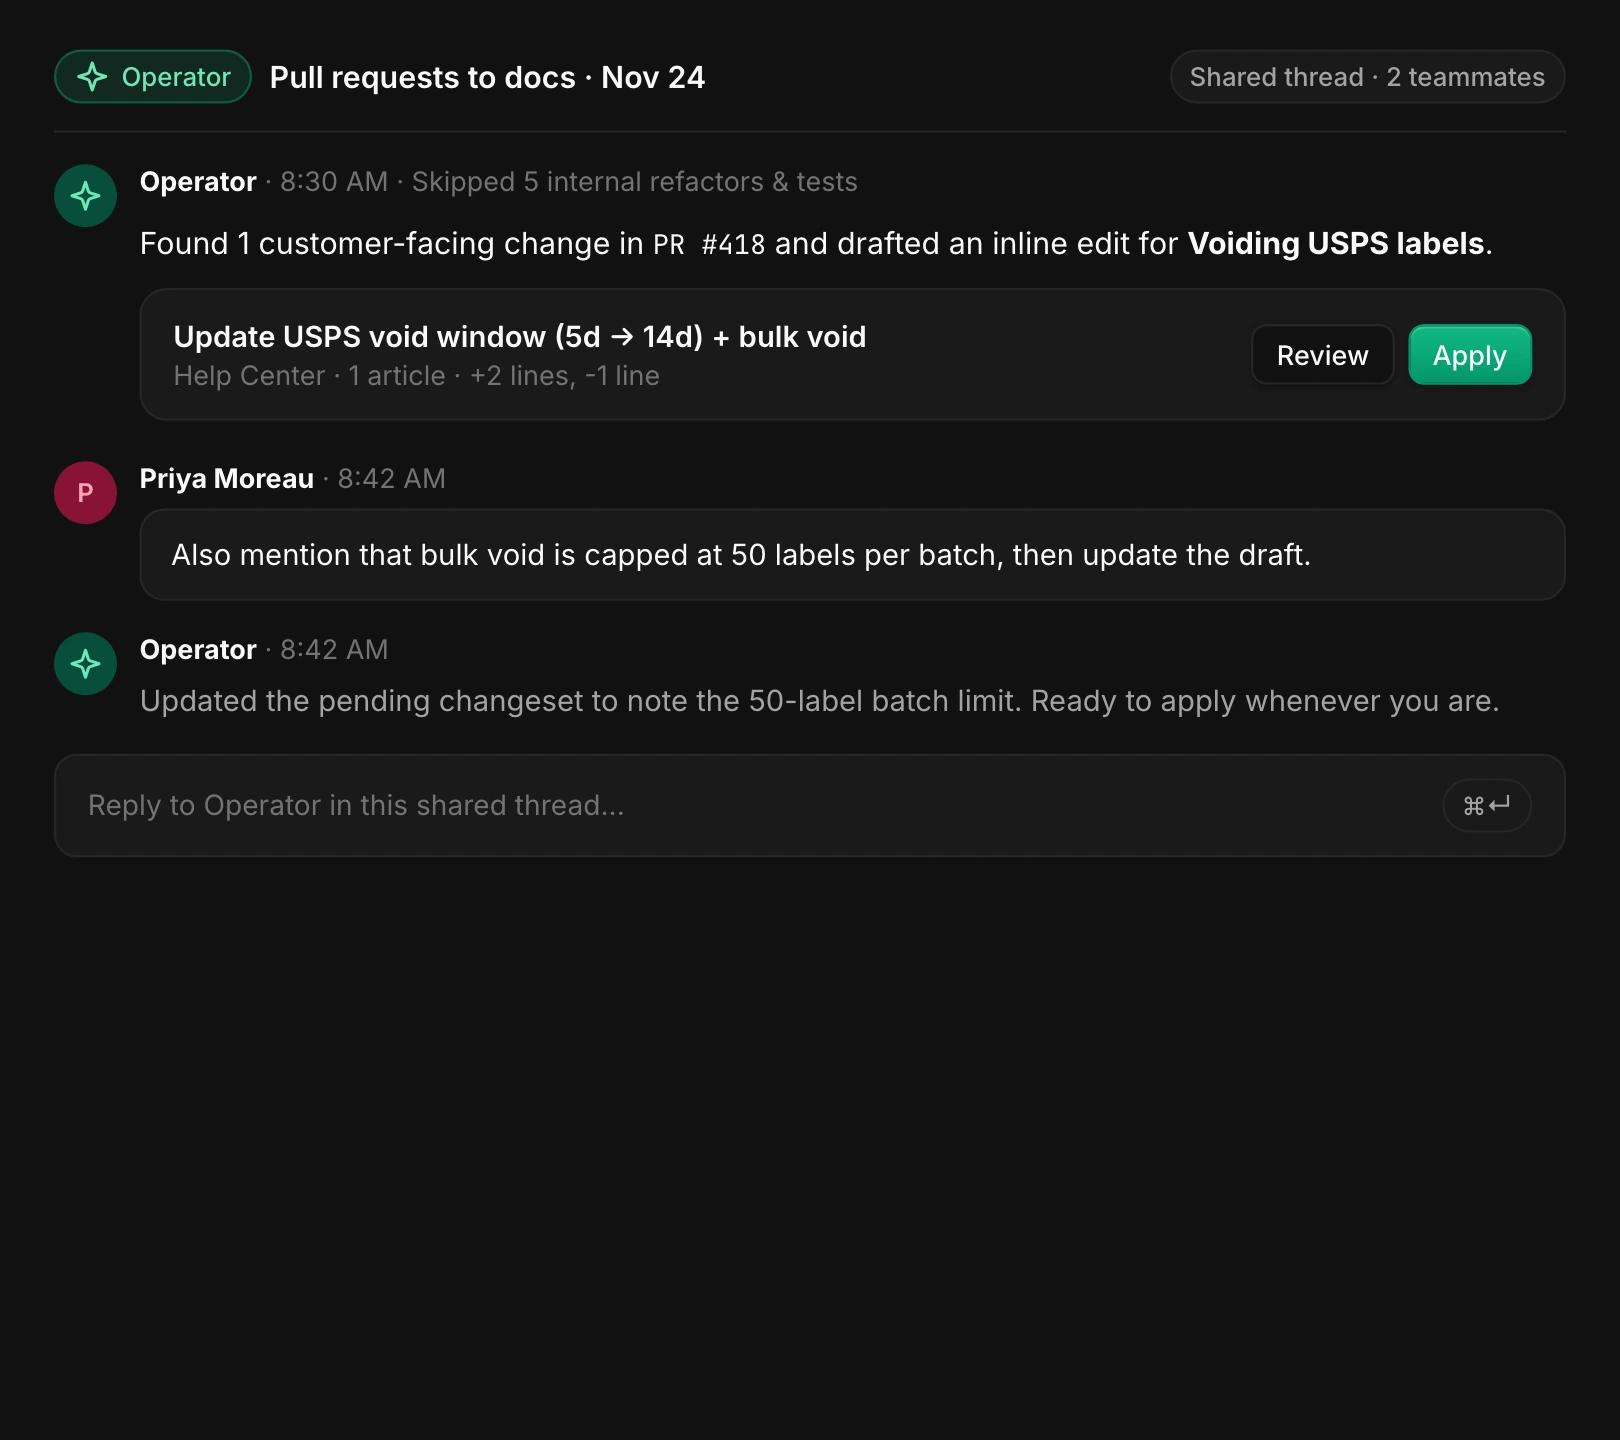 Operator
Pull requests to docs · Nov 24
Shared thread · 2 teammates
Operator · 8:30 AM · Skipped 5 internal refactors & tests
Found 1 customer-facing change in PR #418 and drafted an inline edit for Voiding USPS labels.
Update USPS void window (5d → 14d) + bulk void
Help Center · 1 article · +2 lines, -1 line
Review
Apply
P
Priya Moreau · 8:42 AM
Also mention that bulk void is capped at 50 labels per batch, then update the draft.
Operator · 8:42 AM
Updated the pending changeset to note the 50-label batch limit. Ready to apply whenever you are.
Reply to Operator in this shared thread...
⌘↵